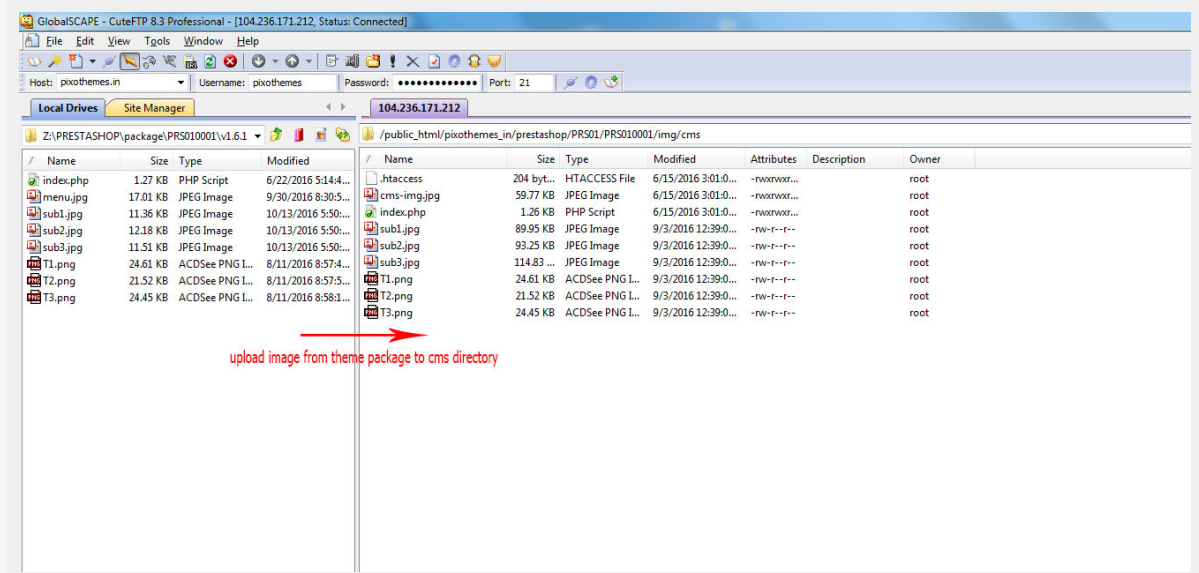 GlobalSCAPE - CuteFTP 8.3 Professional - [104.236.171.212, Status: Connected]
File Edit View Tools Window Help
Host: pixothemes.in Username: pixothemes Password: ●●●●●●●●●●●●● Port: 21
Local Drives Site Manager 104.236.171.212
Z:\PRESTASHOP\package\PRS010001\v1.6.1 /public_html/pixothemes_in/prestashop/PRS01/PRS010001/img/cms
/ Name Size Type Modified
index.php 1.27 KB PHP Script 6/22/2016 5:14:4...
menu.jpg 17.01 KB JPEG Image 9/30/2016 8:30:5...
sub1.jpg 11.36 KB JPEG Image 10/13/2016 5:50:...
sub2.jpg 12.18 KB JPEG Image 10/13/2016 5:50:...
sub3.jpg 11.51 KB JPEG Image 10/13/2016 5:50:...
T1.png 24.61 KB ACDSee PNG I... 8/11/2016 8:57:4...
T2.png 21.52 KB ACDSee PNG I... 8/11/2016 8:57:5...
T3.png 24.45 KB ACDSee PNG I... 8/11/2016 8:58:1...
/ Name Size Type Modified Attributes Description Owner
.htaccess 204 byt... HTACCESS File 6/15/2016 3:01:0... -rwxrwxr... root
cms-img.jpg 59.77 KB JPEG Image 6/15/2016 3:01:0... -rwxrwxr... root
index.php 1.26 KB PHP Script 6/15/2016 3:01:0... -rwxrwxr... root
sub1.jpg 89.95 KB JPEG Image 9/3/2016 12:39:0... -rw-r--r-- root
sub2.jpg 93.25 KB JPEG Image 9/3/2016 12:39:0... -rw-r--r-- root
sub3.jpg 114.83 ... JPEG Image 9/3/2016 12:39:0... -rw-r--r-- root
T1.png 24.61 KB ACDSee PNG I... 9/3/2016 12:39:0... -rw-r--r-- root
T2.png 21.52 KB ACDSee PNG I... 9/3/2016 12:39:0... -rw-r--r-- root
T3.png 24.45 KB ACDSee PNG I... 9/3/2016 12:39:0... -rw-r--r-- root
upload image from theme package to cms directory